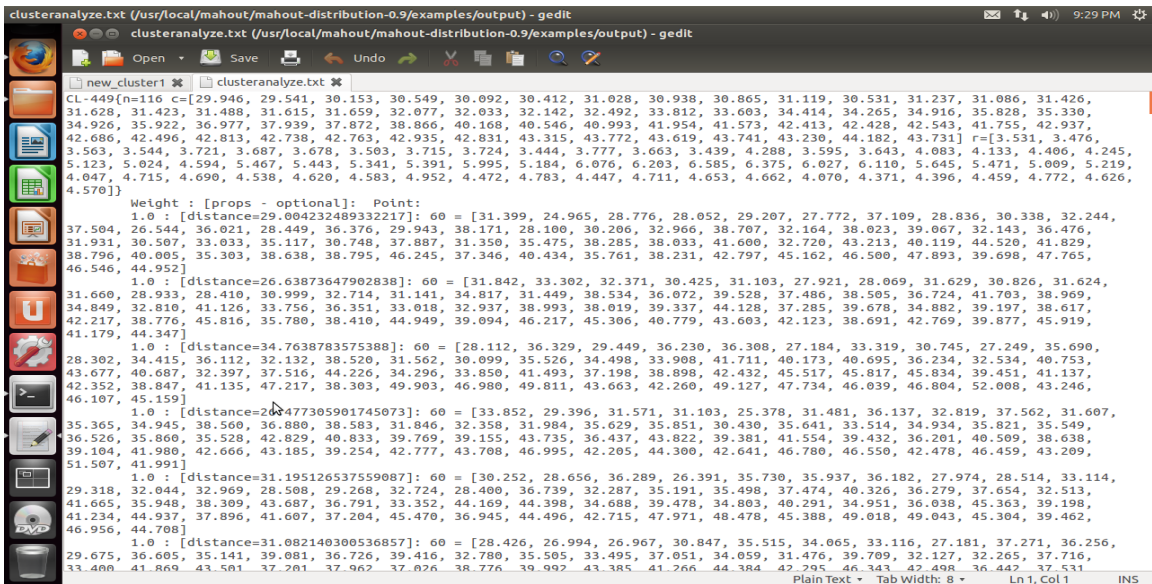 clusteranalyze.txt (/usr/local/mahout/mahout-distribution-0.9/examples/output) - gedit 9:29 PM
clusteranalyze.txt (/usr/local/mahout/mahout-distribution-0.9/examples/output) - gedit
Open Save Undo
new_cluster1 clusteranalyze.txt
CL-449{n=116 c=[29.946, 29.541, 30.153, 30.549, 30.092, 30.412, 31.028, 30.938, 30.865, 31.119, 30.531, 31.237, 31.086, 31.426,
31.628, 31.423, 31.488, 31.615, 31.659, 32.077, 32.033, 32.142, 32.492, 33.812, 33.603, 34.414, 34.265, 34.916, 35.828, 35.330,
34.926, 35.922, 36.977, 37.939, 37.872, 38.866, 40.168, 40.546, 40.993, 41.954, 41.573, 42.413, 42.428, 42.543, 41.755, 42.537,
42.686, 42.496, 42.813, 42.738, 42.763, 42.935, 42.831, 43.315, 43.772, 43.619, 43.741, 43.230, 44.182, 43.731] r=[3.531, 3.476,
3.563, 3.544, 3.721, 3.687, 3.678, 3.503, 3.715, 3.724, 3.444, 3.777, 3.663, 3.439, 4.288, 3.595, 3.643, 4.083, 4.133, 4.406, 4.245,
5.123, 5.024, 4.594, 5.467, 5.443, 5.341, 5.391, 5.995, 5.184, 6.076, 6.203, 6.585, 6.375, 6.027, 6.110, 5.645, 5.471, 5.009, 5.219,
4.047, 4.715, 4.690, 4.538, 4.620, 4.583, 4.952, 4.472, 4.783, 4.447, 4.711, 4.653, 4.662, 4.070, 4.371, 4.396, 4.459, 4.772, 4.626,
4.570]}
Weight : [props - optional]: Point:
1.0 : [distance=29.004232489332217]: 60 = [31.399, 24.965, 28.776, 28.052, 29.207, 27.772, 37.109, 28.836, 30.338, 32.244,
37.504, 26.544, 36.021, 28.449, 36.376, 29.943, 38.171, 28.100, 30.206, 32.966, 38.707, 32.164, 38.023, 39.067, 32.143, 36.476,
31.931, 30.507, 33.033, 35.117, 30.748, 37.887, 31.350, 35.475, 38.285, 38.033, 41.600, 32.720, 43.213, 40.119, 44.520, 41.829,
38.796, 40.005, 35.303, 38.638, 38.795, 46.245, 37.346, 40.434, 35.761, 38.231, 42.797, 45.162, 46.500, 47.893, 39.698, 47.765,
46.546, 44.952]
1.0 : [distance=26.63873647902838]: 60 = [31.842, 33.302, 32.371, 30.425, 31.103, 27.921, 28.069, 31.629, 30.826, 31.624,
31.660, 28.933, 28.410, 30.999, 32.714, 31.141, 34.817, 31.449, 38.534, 36.072, 39.528, 37.486, 38.505, 36.724, 41.703, 38.969,
34.849, 32.810, 41.126, 33.756, 36.351, 33.018, 32.937, 38.993, 38.019, 39.337, 44.128, 37.285, 39.678, 34.882, 39.197, 38.617,
42.217, 38.776, 45.816, 35.780, 38.410, 44.949, 39.094, 46.217, 45.306, 40.779, 43.603, 42.123, 38.691, 42.769, 39.877, 45.919,
41.179, 44.347]
1.0 : [distance=34.7638783575388]: 60 = [28.112, 36.329, 29.449, 36.230, 36.308, 27.184, 33.319, 30.745, 27.249, 35.690,
28.302, 34.415, 36.112, 32.132, 38.520, 31.562, 30.099, 35.526, 34.498, 33.908, 41.711, 40.173, 40.695, 36.234, 32.534, 40.753,
43.677, 40.687, 32.397, 37.516, 44.226, 34.296, 33.850, 41.493, 37.198, 38.898, 42.432, 45.517, 45.817, 45.834, 39.451, 41.137,
42.352, 38.847, 41.135, 47.217, 38.303, 49.903, 46.980, 49.811, 43.663, 42.260, 49.127, 47.734, 46.039, 46.804, 52.008, 43.246,
46.107, 45.159]
1.0 : 60 = [33.852, 29.396, 31.571, 31.103, 25.378, 31.481, 36.137, 32.819, 37.562, 31.607,
35.365, 34.945, 38.560, 36.880, 38.583, 31.846, 32.358, 31.984, 35.629, 35.851, 30.430, 35.641, 33.514, 34.934, 35.821, 35.549,
36.526, 35.860, 35.528, 42.829, 40.833, 39.769, 39.155, 43.735, 36.437, 43.822, 39.381, 41.554, 39.432, 36.201, 40.509, 38.638,
39.104, 41.980, 42.666, 43.185, 39.254, 42.777, 43.708, 46.995, 42.205, 44.300, 42.641, 46.780, 46.550, 42.478, 46.459, 43.209,
51.507, 41.991]
1.0 : [distance=31.195126537559087]: 60 = [30.252, 28.656, 36.289, 26.391, 35.730, 35.937, 36.182, 27.974, 28.514, 33.114,
29.318, 32.044, 32.969, 28.508, 29.268, 32.724, 28.400, 36.739, 32.287, 35.191, 35.498, 37.474, 40.326, 36.279, 37.654, 32.513,
41.665, 35.948, 38.309, 43.687, 36.791, 33.352, 44.169, 44.398, 34.688, 39.478, 34.803, 40.291, 34.951, 36.038, 45.363, 39.198,
41.234, 44.937, 37.896, 41.607, 37.204, 45.470, 36.945, 44.496, 42.715, 47.971, 48.478, 45.388, 49.018, 49.043, 45.304, 39.462,
46.956, 44.708]
1.0 : [distance=31.082140300536857]: 60 = [28.426, 26.994, 26.967, 30.847, 35.515, 34.065, 33.116, 27.181, 37.271, 36.256,
29.675, 36.605, 35.141, 39.081, 36.726, 39.416, 32.780, 35.505, 33.495, 37.051, 34.059, 31.476, 39.709, 32.127, 32.265, 37.716,
33.400, 41.869, 43.501, 37.201, 37.962, 37.026, 38.776, 39.992, 43.385, 41.266, 44.384, 42.295, 46.343, 42.498, 36.442, 37.531,
Plain Text Tab Width: 8 Ln 1, Col 1 INS